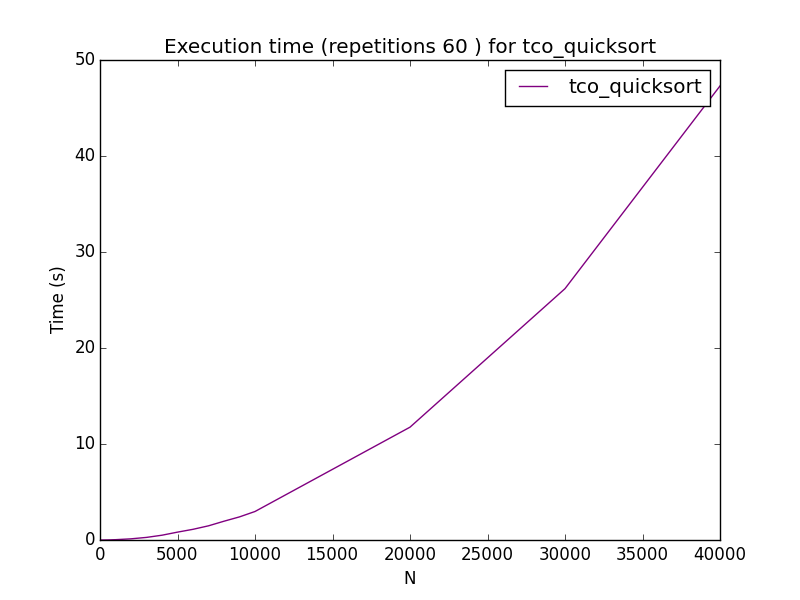 Execution time (repetitions 60 ) for tco_quicksort
tco_quicksort
50
40
30
20
10
0
Time (s)
0 5000 10000 15000 20000 25000 30000 35000 40000
N